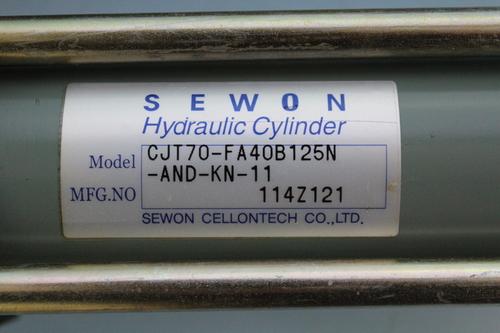 SEWON
Hydraulic Cylinder
Model CJT70-FA40B125N
-AND-KN-11
MFG.NO 114Z121
SEWON CELLONTECH CO.,LTD.